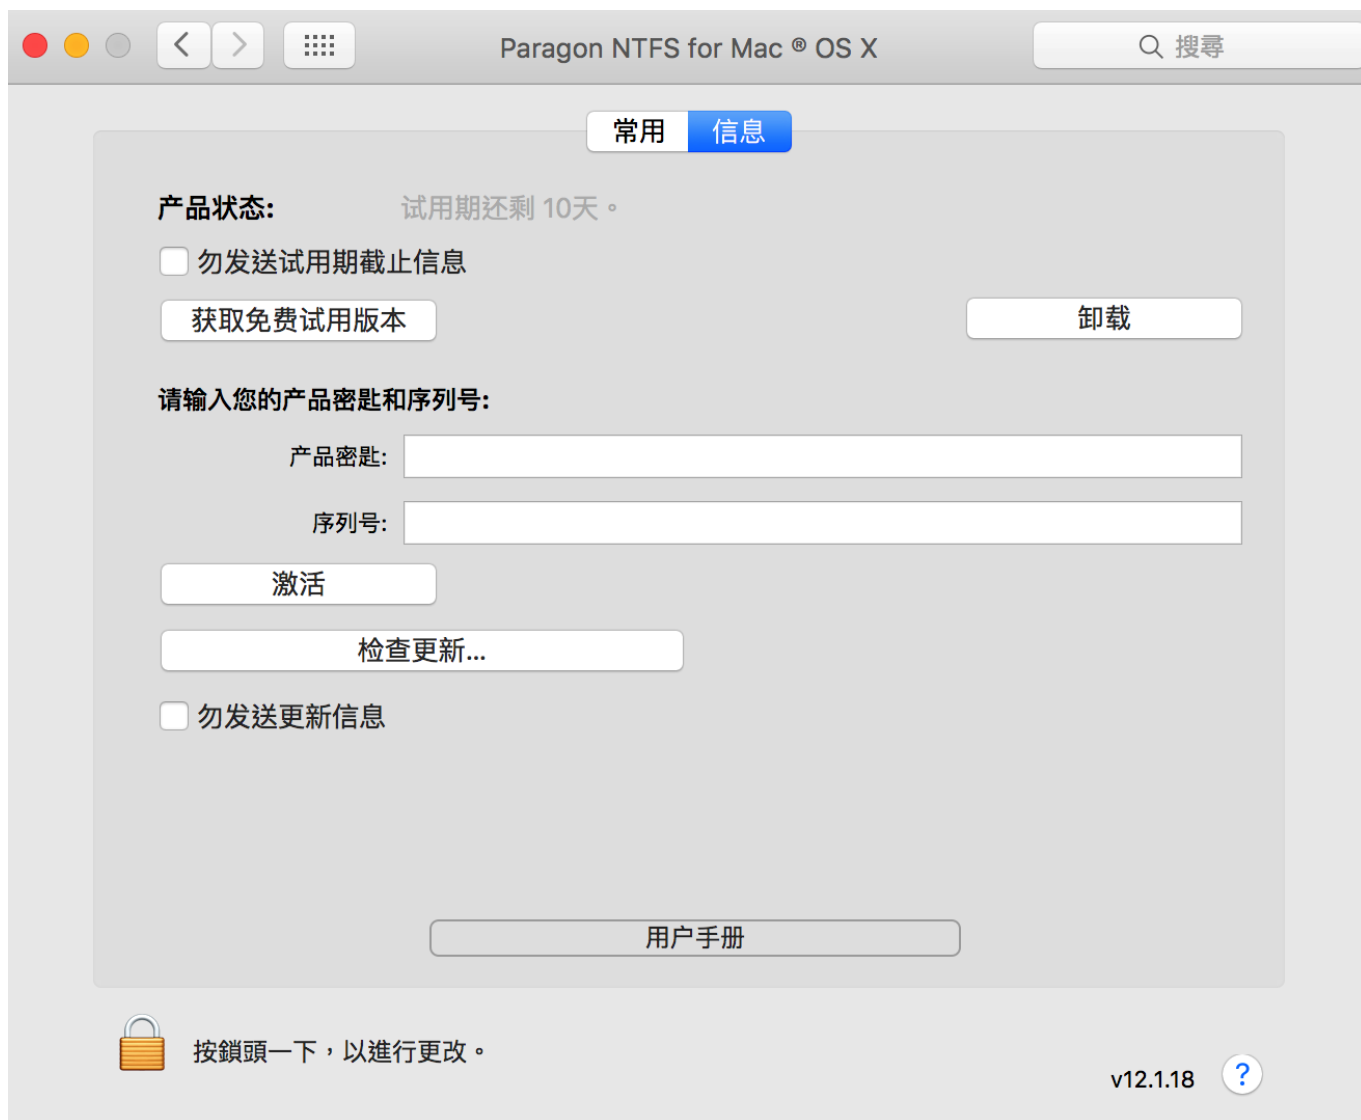 Paragon NTFS for Mac ® OS X
搜尋
常用
信息
产品状态:
试用期还剩 10天。
勿发送试用期截止信息
获取免费试用版本
卸载
请输入您的产品密匙和序列号:
产品密匙:
序列号:
激活
检查更新...
勿发送更新信息
用户手册
按鎖頭一下，以進行更改。
v12.1.18
?